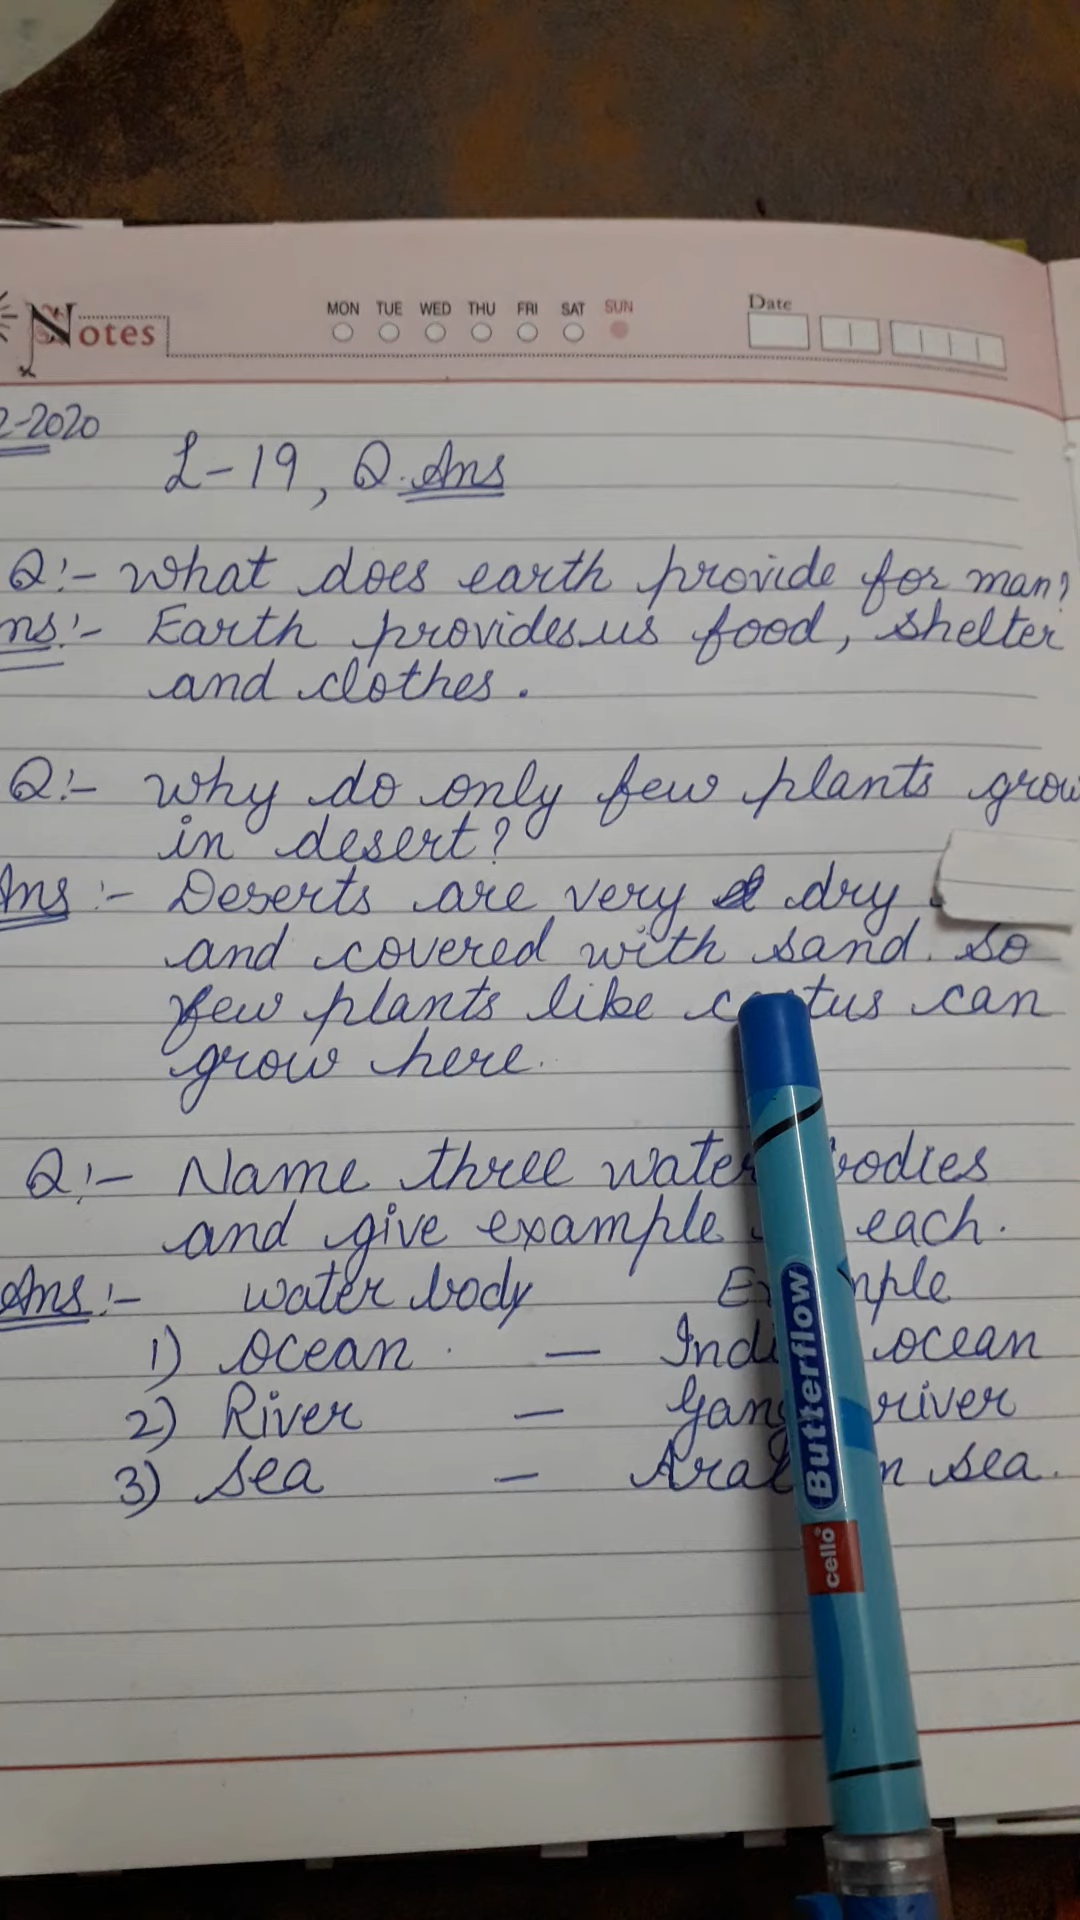 Notes
MON TUE WED THU FRI SAT SUN
Date
2-2020
L-19, Q.Ans
Q:- What does earth provide for man?
ns:- Earth provides us food, shelter
and clothes.
Q:- Why do only few plants grow
in desert?
Ans:- Deserts are very dry
and covered with sand. So
few plants like can
grow here.
Q:- Name three water
and give example each.
Ans:- water body
1) Ocean - ocean
2) River - river
3) Sea - sea.
Butterflow
cello